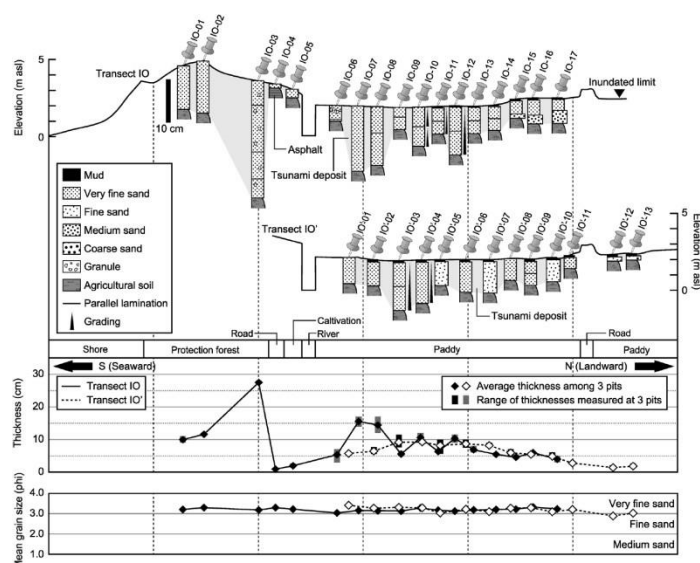 Elevation (m asl)
5
0
Transect IO
10 cm
IO-01
IO-02
IO-03
IO-04
IO-05
IO-06
IO-07
IO-08
IO-09
IO-10
IO-11
IO-12
IO-13
IO-14
IO-15
IO-16
IO-17
Inundated limit
5
0
Elevation (m asl)
Asphalt
Tsunami deposit
Mud
Very fine sand
Fine sand
Medium sand
Coarse sand
Granule
Agricultural soil
Parallel lamination
Grading
Transect IO'
IO'-01
IO'-02
IO'-03
IO'-04
IO'-05
IO'-06
IO'-07
IO'-08
IO'-09
IO'-10
IO'-11
IO'-12
IO'-13
5
0
Elevation (m asl)
Tsunami deposit
Road
Cultivation
River
Road
Shore
Protection forest
Paddy
Paddy
S (Seaward)
N (Landward)
Thickness (cm)
30
20
10
0
Transect IO
Transect IO'
Average thickness among 3 pits
Range of thicknesses measured at 3 pits
Mean grain size (phi)
4.0
3.0
2.0
1.0
Very fine sand
Fine sand
Medium sand